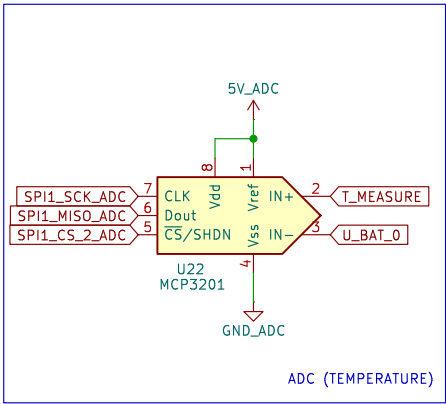 5V_ADC
8
1
Vdd
Vref
SPI1_SCK_ADC 7 CLK IN+ 2 T_MEASURE
SPI1_MISO_ADC 6 Dout
SPI1_CS_2_ADC 5 CS/SHDN IN- 3 U_BAT_0
Vss
4
U22
MCP3201
GND_ADC
ADC (TEMPERATURE)